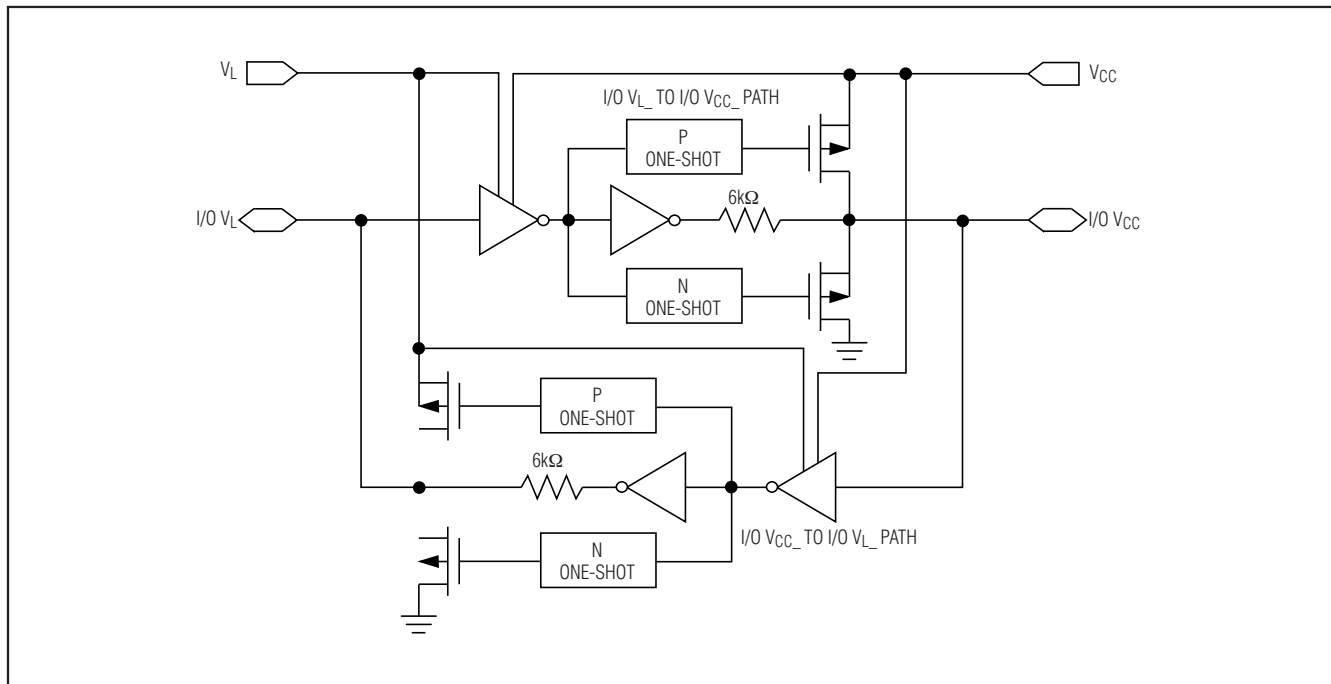 VL
VCC
I/O VL_ TO I/O VCC_ PATH
P
ONE-SHOT
I/O VL
6kΩ
I/O VCC
N
ONE-SHOT
P
ONE-SHOT
6kΩ
I/O VCC_ TO I/O VL_ PATH
N
ONE-SHOT